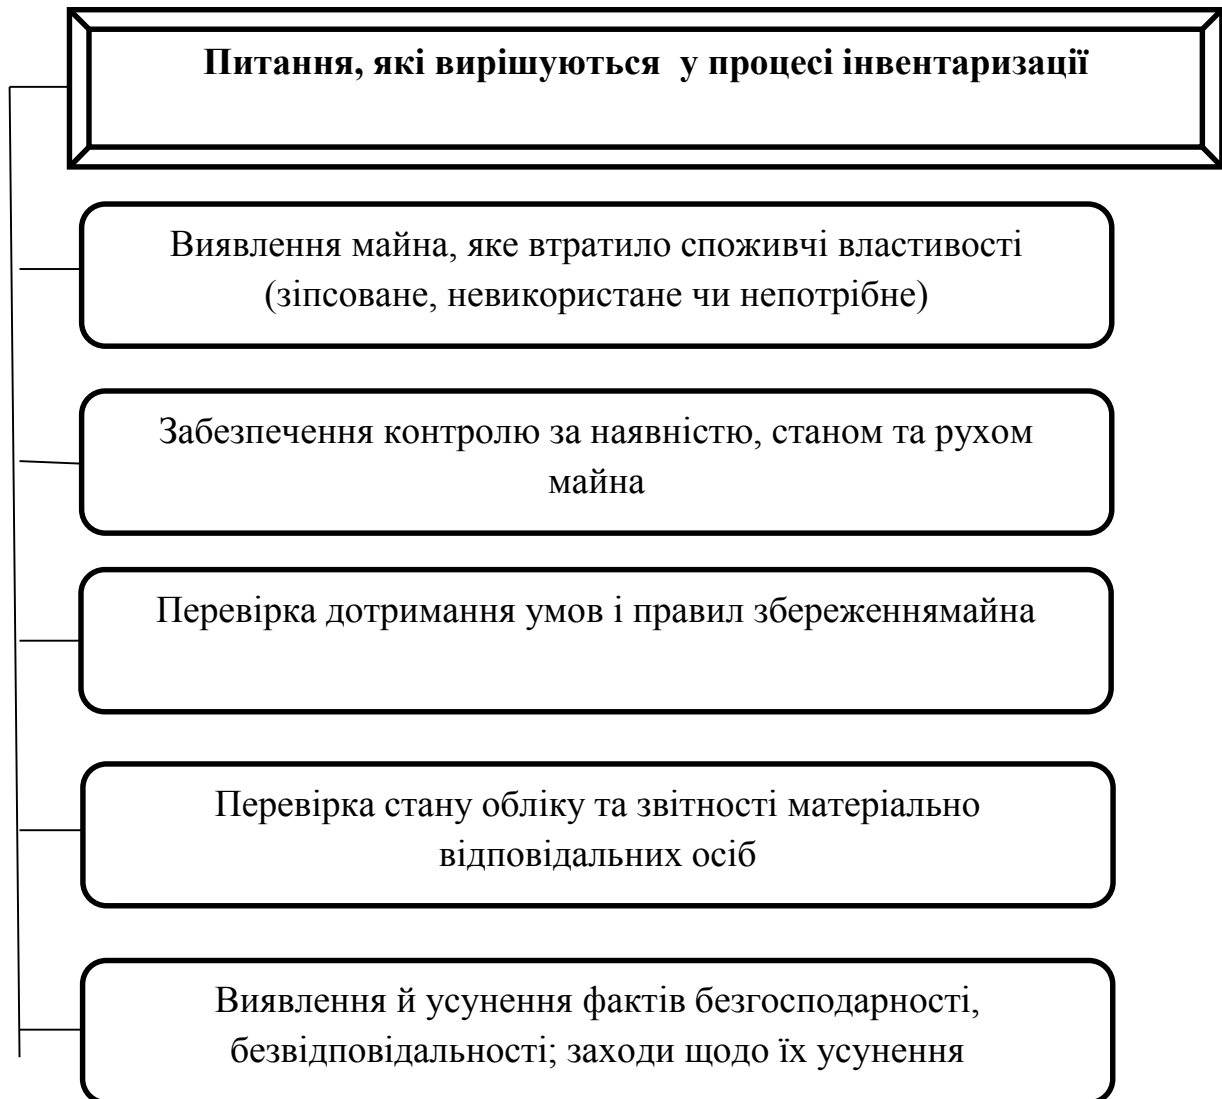 Питання, які вирішуються у процесі інвентаризації
Виявлення майна, яке втратило споживчі властивості
(зіпсоване, невикористане чи непотрібне)
Забезпечення контролю за наявністю, станом та рухом
майна
Перевірка дотримання умов і правил збереженнямайна
Перевірка стану обліку та звітності матеріально
відповідальних осіб
Виявлення й усунення фактів безгосподарності,
безвідповідальності; заходи щодо їх усунення